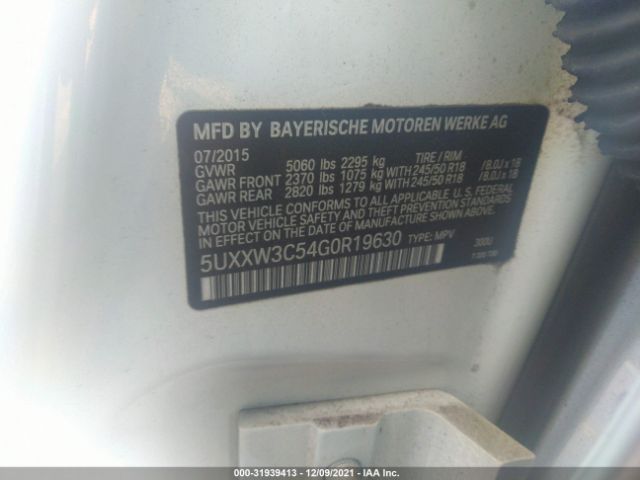 MFD BY BAYERISCHE MOTOREN WERKE AG
07/2015
GVWR 5060 lbs 2295 kg TIRE / RIM
GAWR FRONT 2370 lbs 1075 kg WITH 245/50 R18 /8.0J x 18
GAWR REAR 2820 lbs 1279 kg WITH 245/50 R18 /8.0J x 18
THIS VEHICLE CONFORMS TO ALL APPLICABLE U.S. FEDERAL
MOTOR VEHICLE SAFETY, BUMPER, AND THEFT PREVENTION
STANDARDS IN EFFECT ON THE DATE OF MANUFACTURE
SHOWN ABOVE.
5UXXW3C54G0R19630 TYPE: MPV 300U
000-31939413 - 12/09/2021 - IAA Inc.